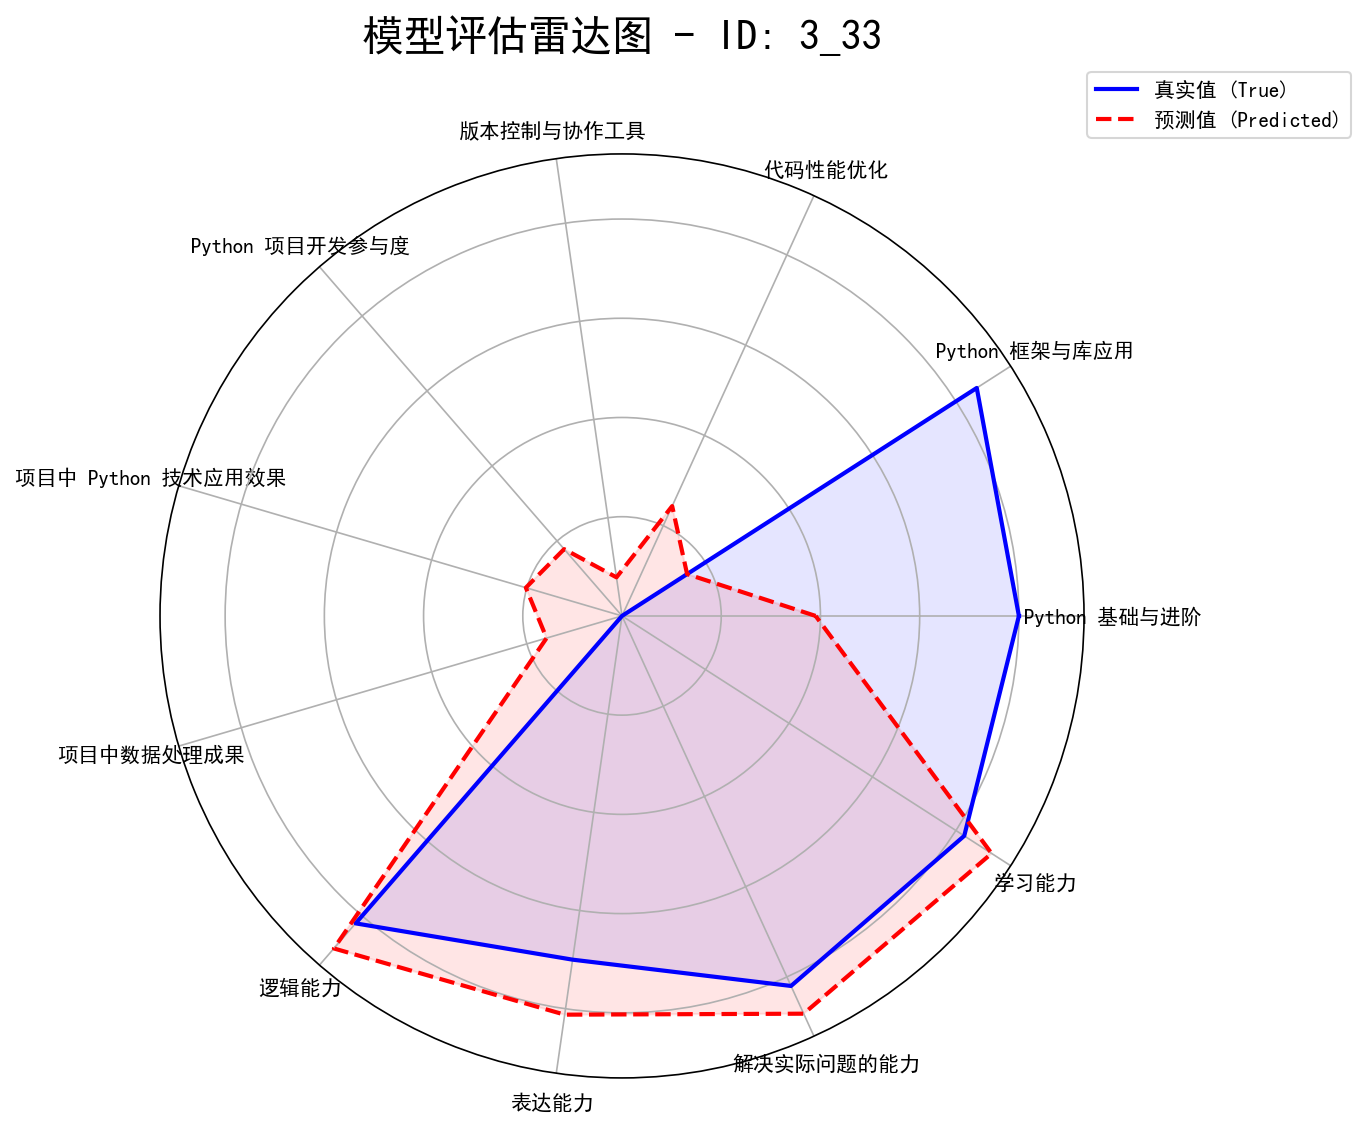 模型评估雷达图 - ID: 3_33
真实值 (True)
预测值 (Predicted)
版本控制与协作工具
代码性能优化
Python 项目开发参与度
Python 框架与库应用
项目中 Python 技术应用效果
Python 基础与进阶
项目中数据处理成果
学习能力
逻辑能力
解决实际问题的能力
表达能力